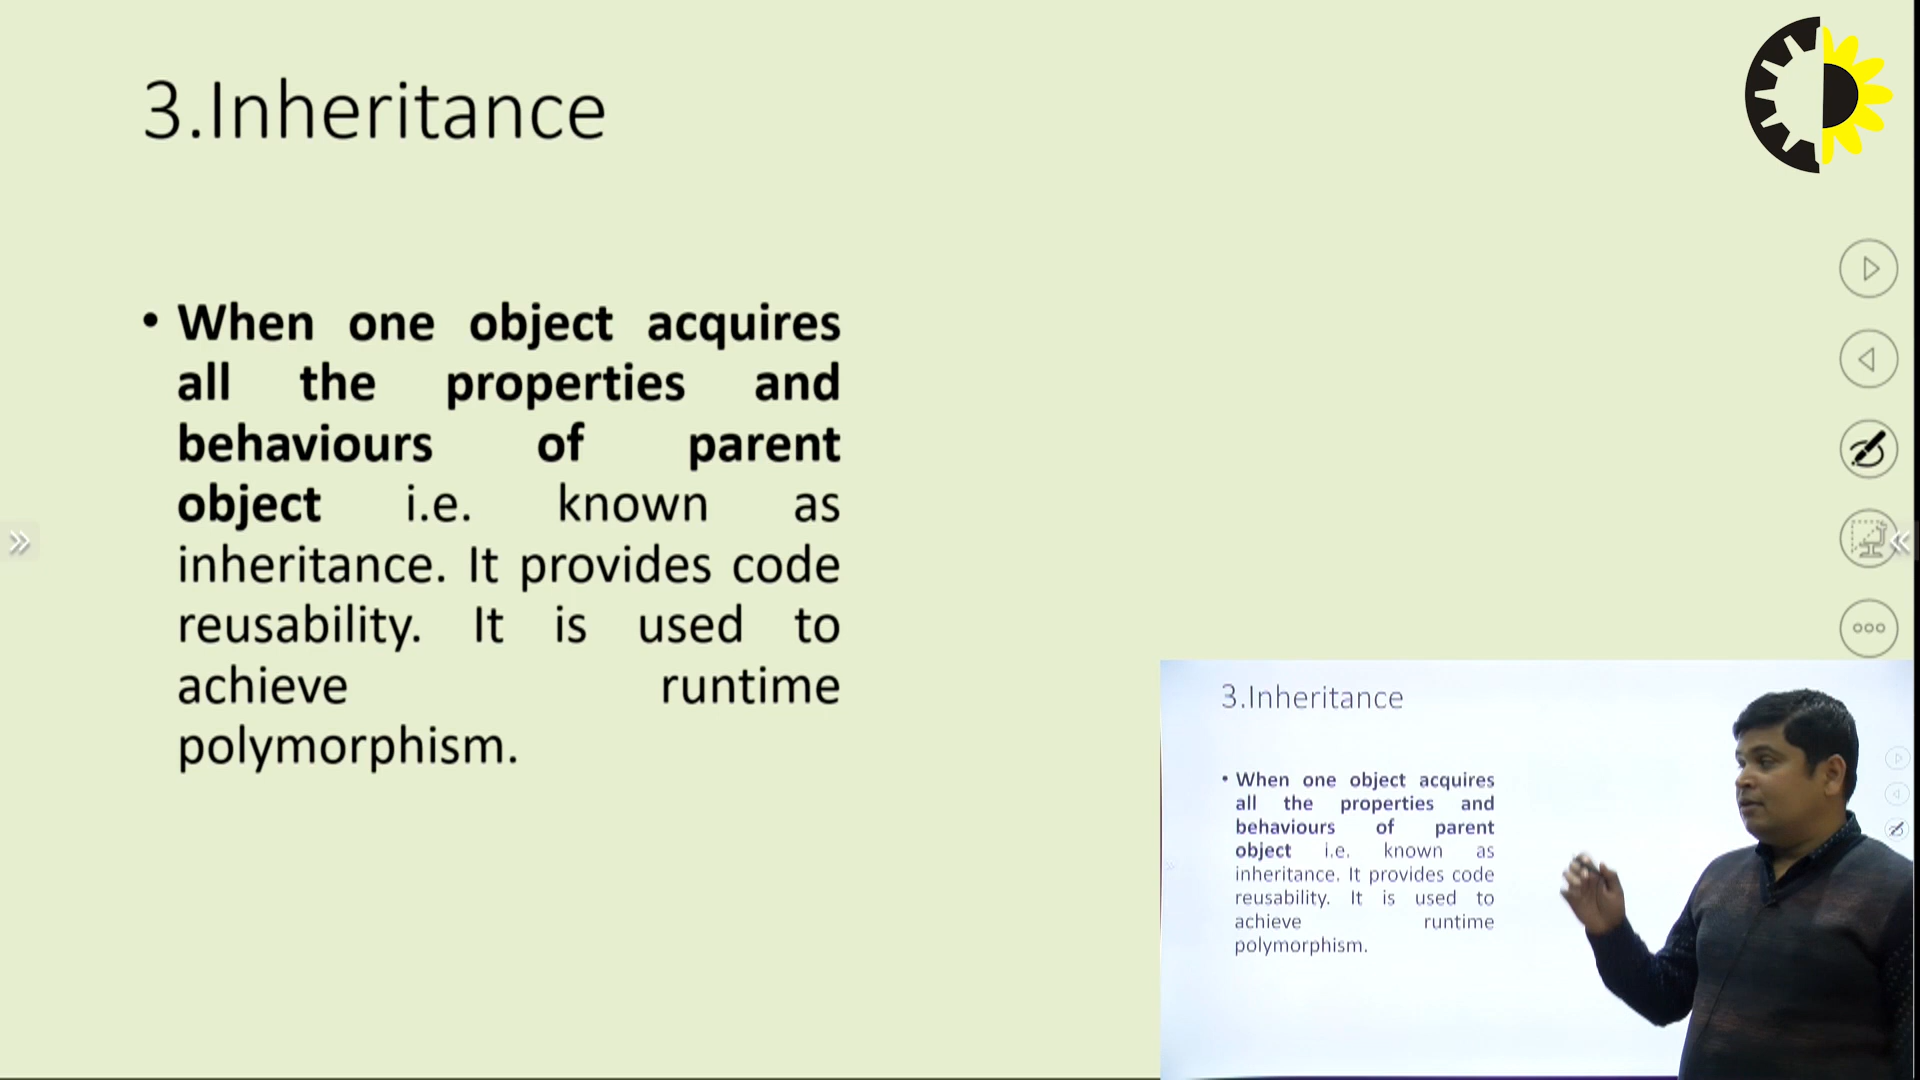 3.Inheritance
• When one object acquires
all the properties and
behaviours of parent
object i.e. known as
inheritance. It provides code
reusability. It is used to
achieve runtime
polymorphism.
3.Inheritance
• When one object acquires
all the properties and
behaviours of parent
object i.e. known as
inheritance. It provides code
reusability. It is used to
achieve runtime
polymorphism.